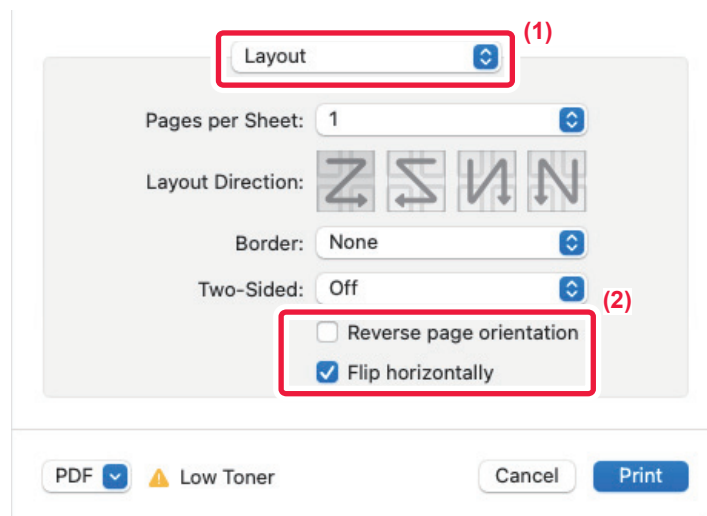 (1)
Layout
Pages per Sheet: 1
Layout Direction:
Border: None
Two-Sided: Off
(2)
Reverse page orientation
Flip horizontally
PDF
Low Toner
Cancel
Print